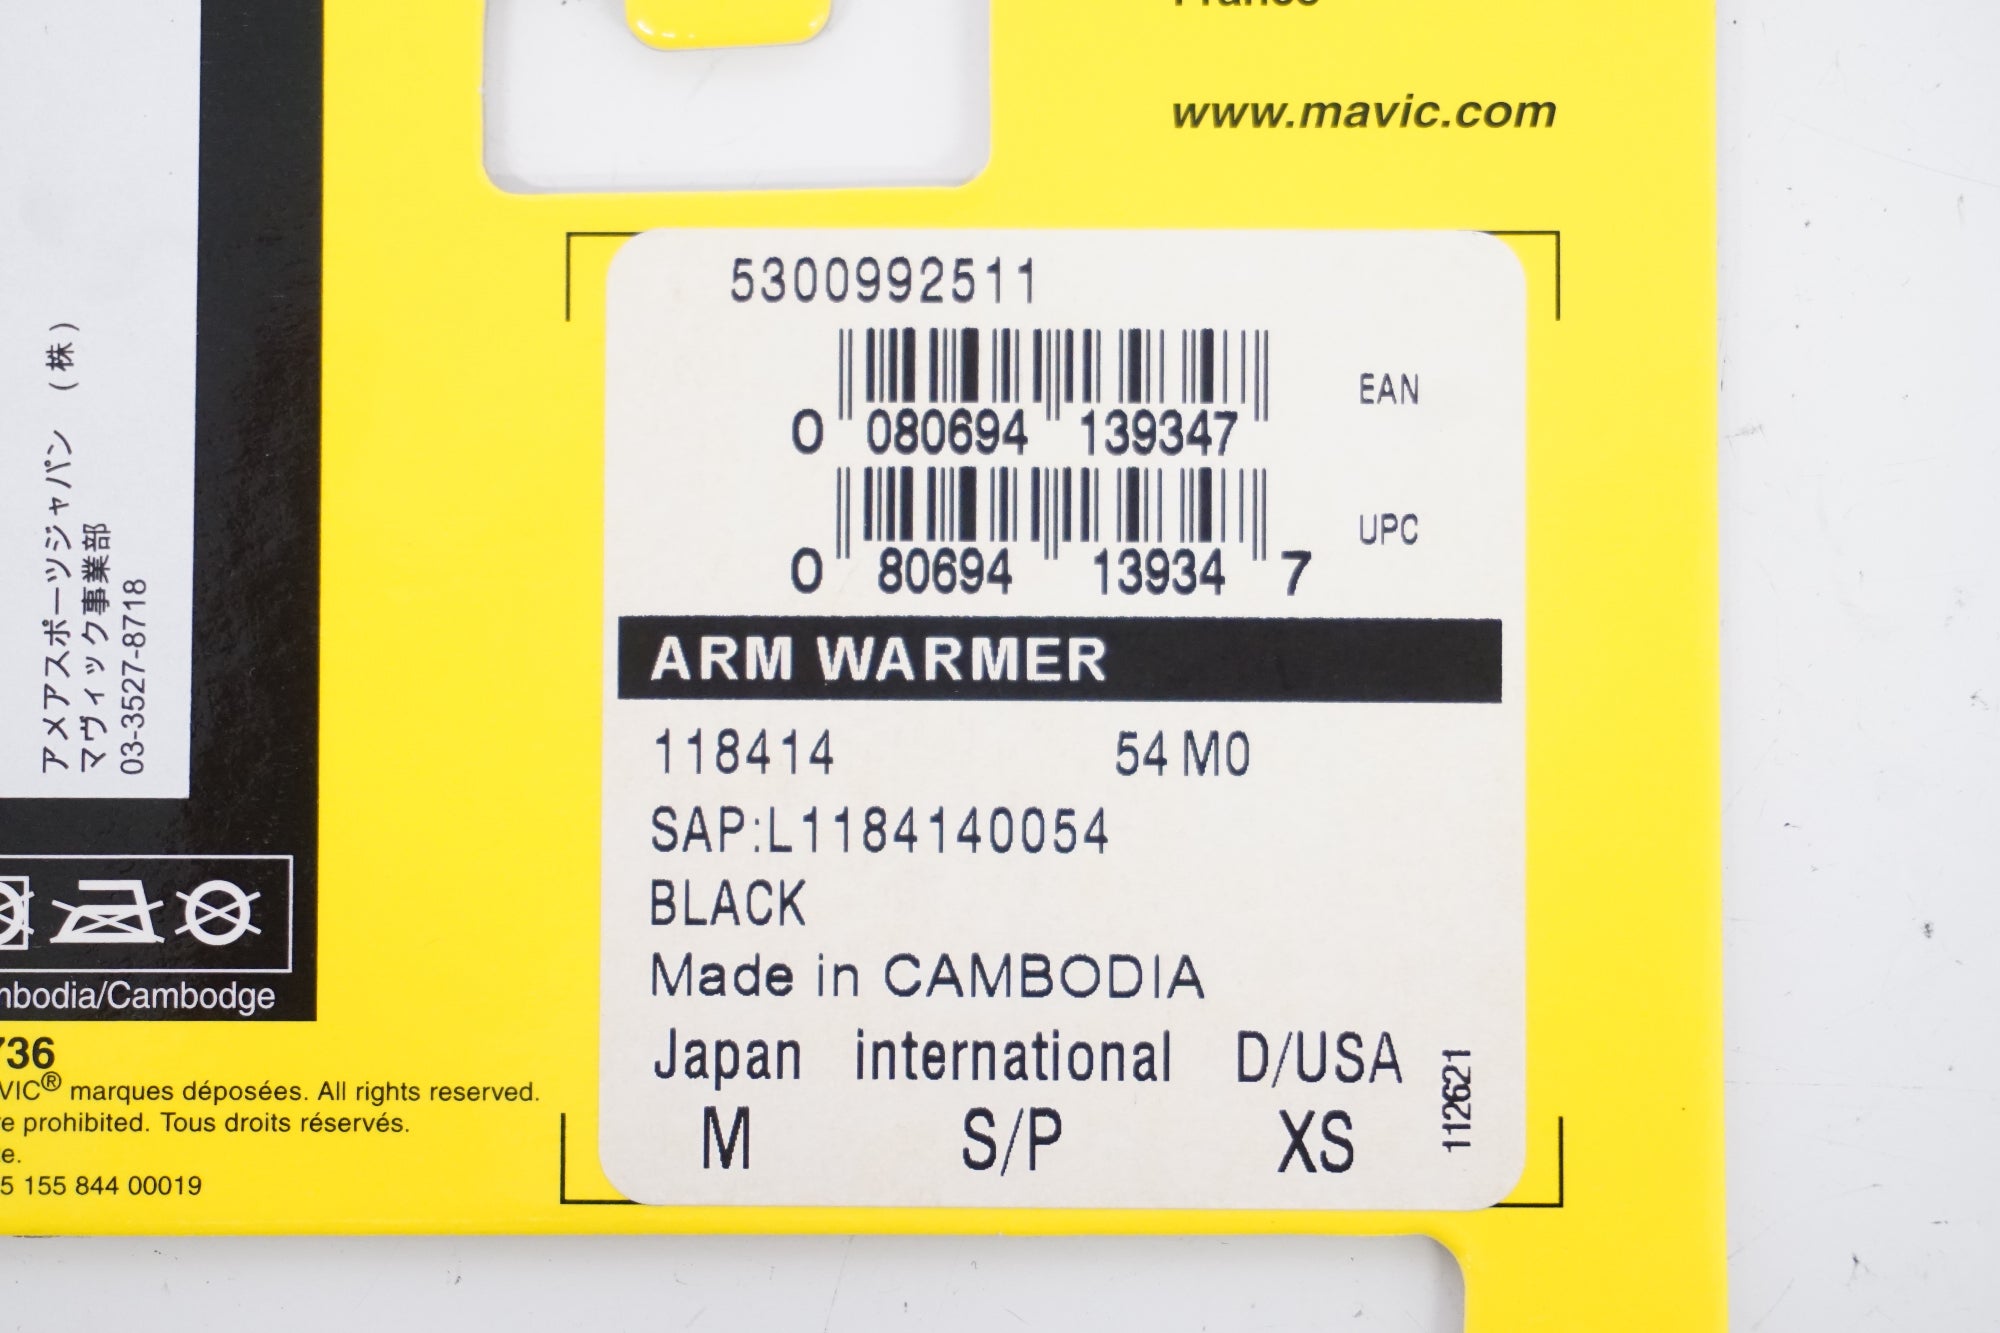 www.mavic.com
5300992511
EAN
0 080694 139347
UPC
0 80694 13934 7
ARM WARMER
118414 54 M0
SAP:L1184140054
BLACK
Made in CAMBODIA
Japan international D/USA
M S/P XS
112621
アメアスポーツジャパン (株)
マヴィック事業部
03-3527-8718
/Cambodge
marques déposées. All rights reserved.
prohibited. Tous droits réservés.
155 844 00019